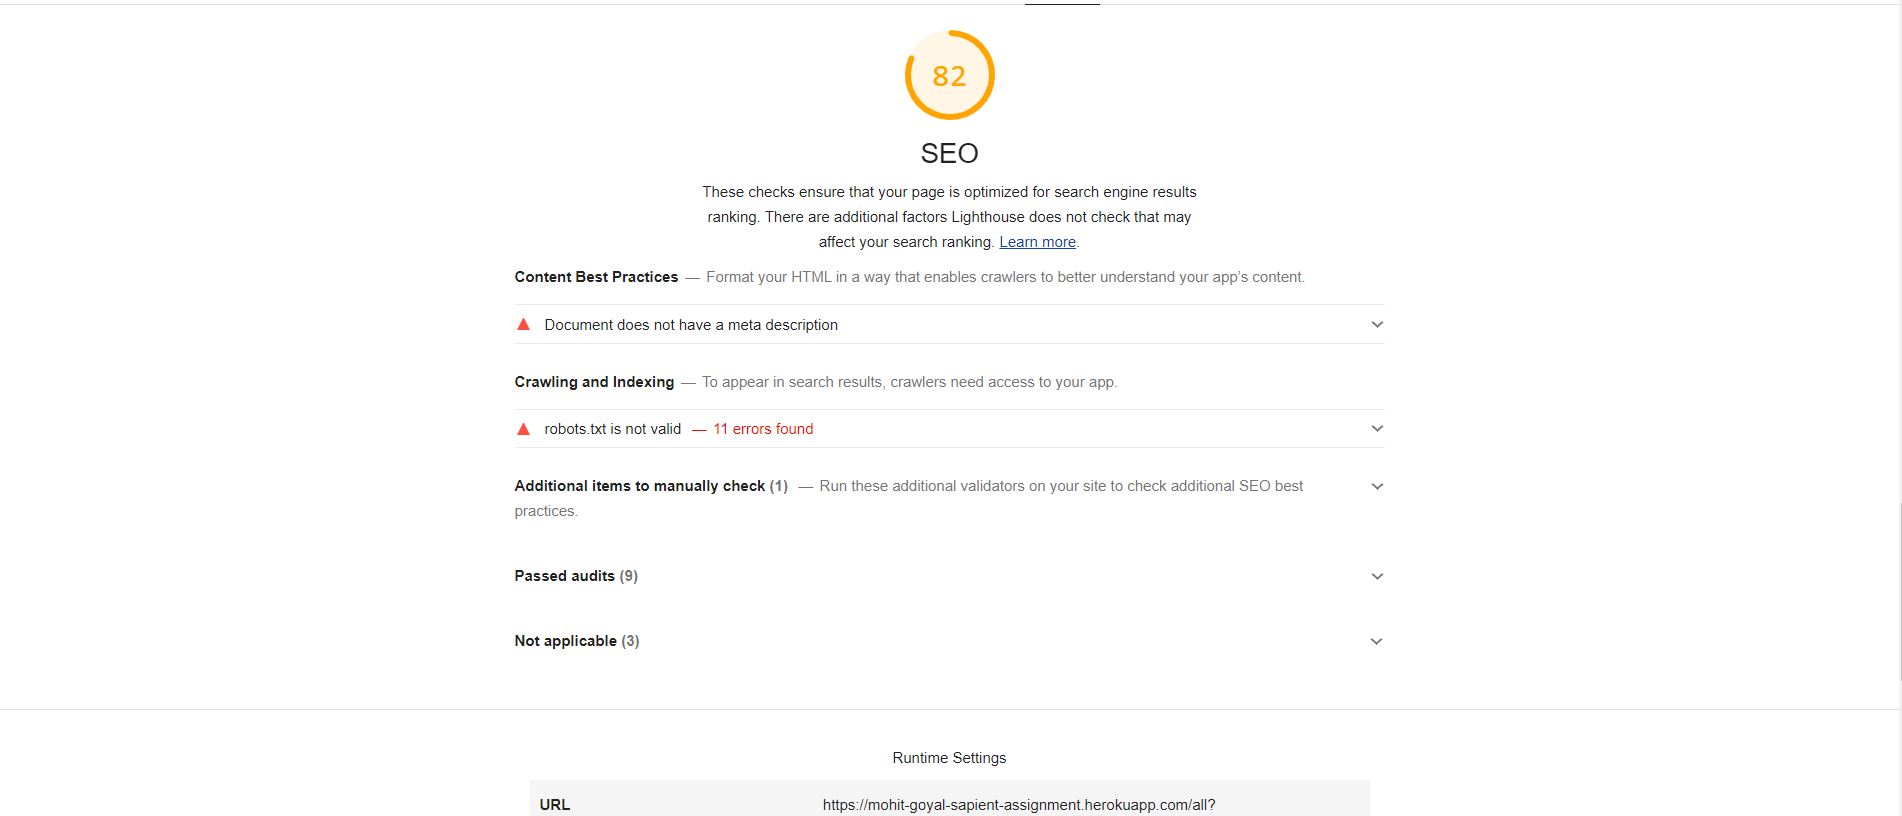 82
SEO
These checks ensure that your page is optimized for search engine results
ranking. There are additional factors Lighthouse does not check that may
affect your search ranking. Learn more.
Content Best Practices — Format your HTML in a way that enables crawlers to better understand your app’s content.
Document does not have a meta description
Crawling and Indexing — To appear in search results, crawlers need access to your app.
robots.txt is not valid — 11 errors found
Additional items to manually check (1) — Run these additional validators on your site to check additional SEO best
practices.
Passed audits (9)
Not applicable (3)
Runtime Settings
URL https://mohit-goyal-sapient-assignment.herokuapp.com/all?